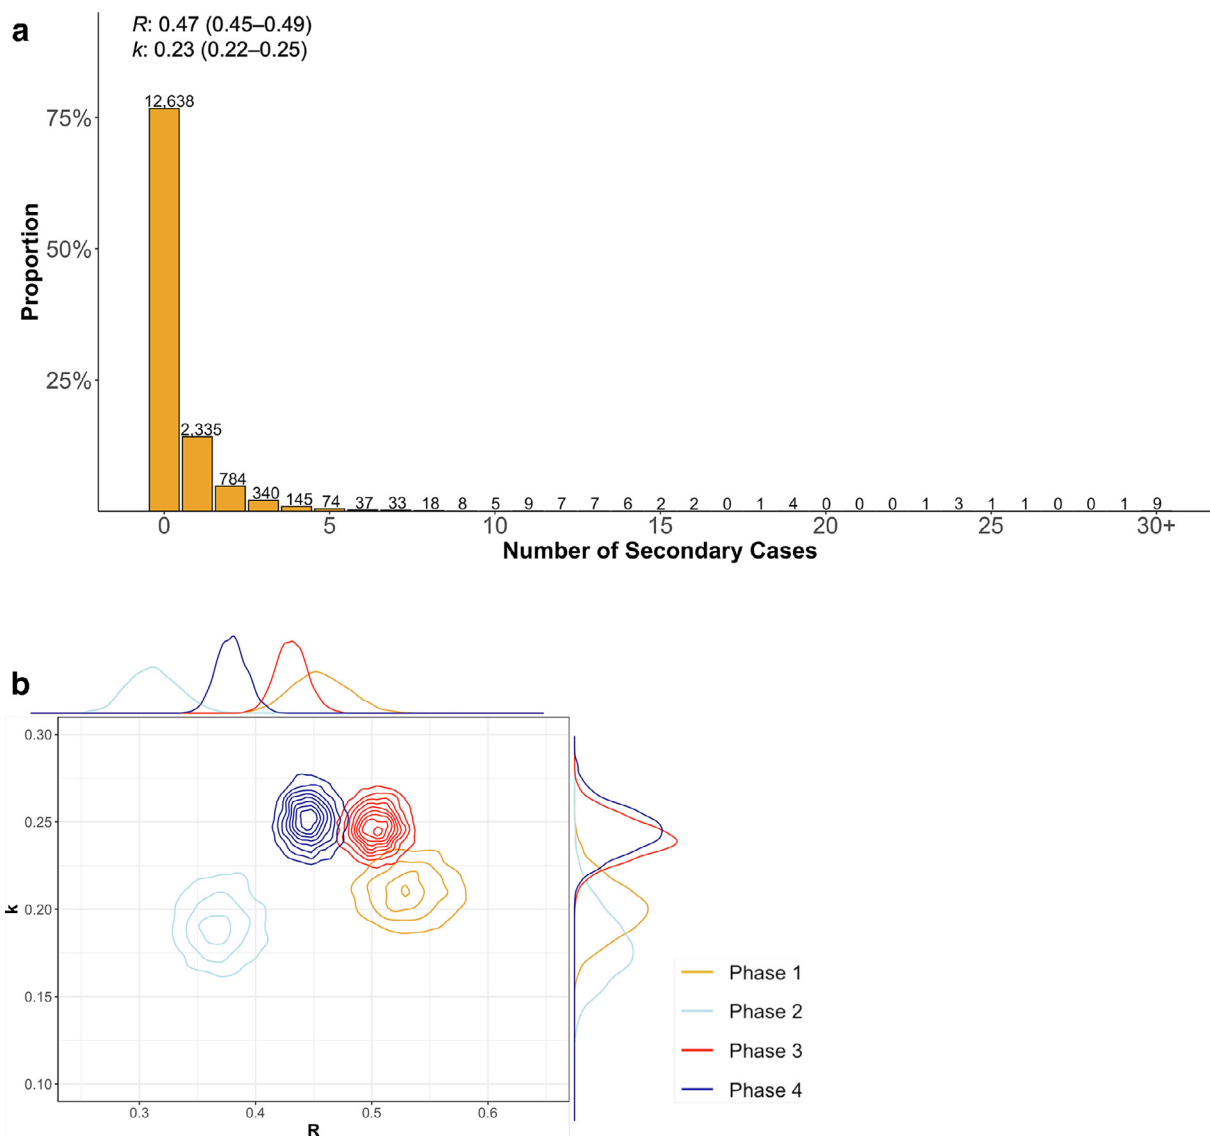 a
R: 0.47 (0.45–0.49)
k: 0.23 (0.22–0.25)
12,638
75%
50%
25%
Proportion
2,335
784
340
145 74 37 33 18 8 5 9 7 7 6 2 2 0 1 4 0 0 0 1 3 1 1 0 0 1 9
0 5 10 15 20 25 30+
Number of Secondary Cases
b
0.30
0.25
0.20
k
0.15
0.10
0.3 0.4 0.5 0.6
R
Phase 1
Phase 2
Phase 3
Phase 4